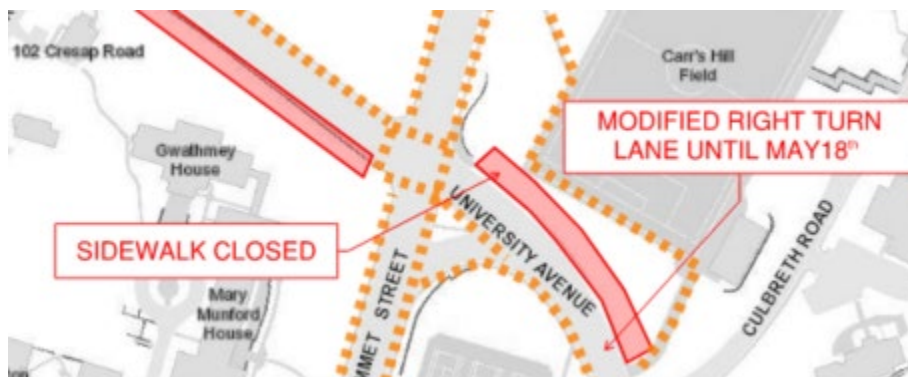 102 Cresap Road
Carr's Hill
Field
MODIFIED RIGHT TURN
LANE UNTIL MAY18th
Gwathmey
House
SIDEWALK CLOSED
UNIVERSITY AVENUE
CULBRETH ROAD
MMET STREET
Mary
Munford
House